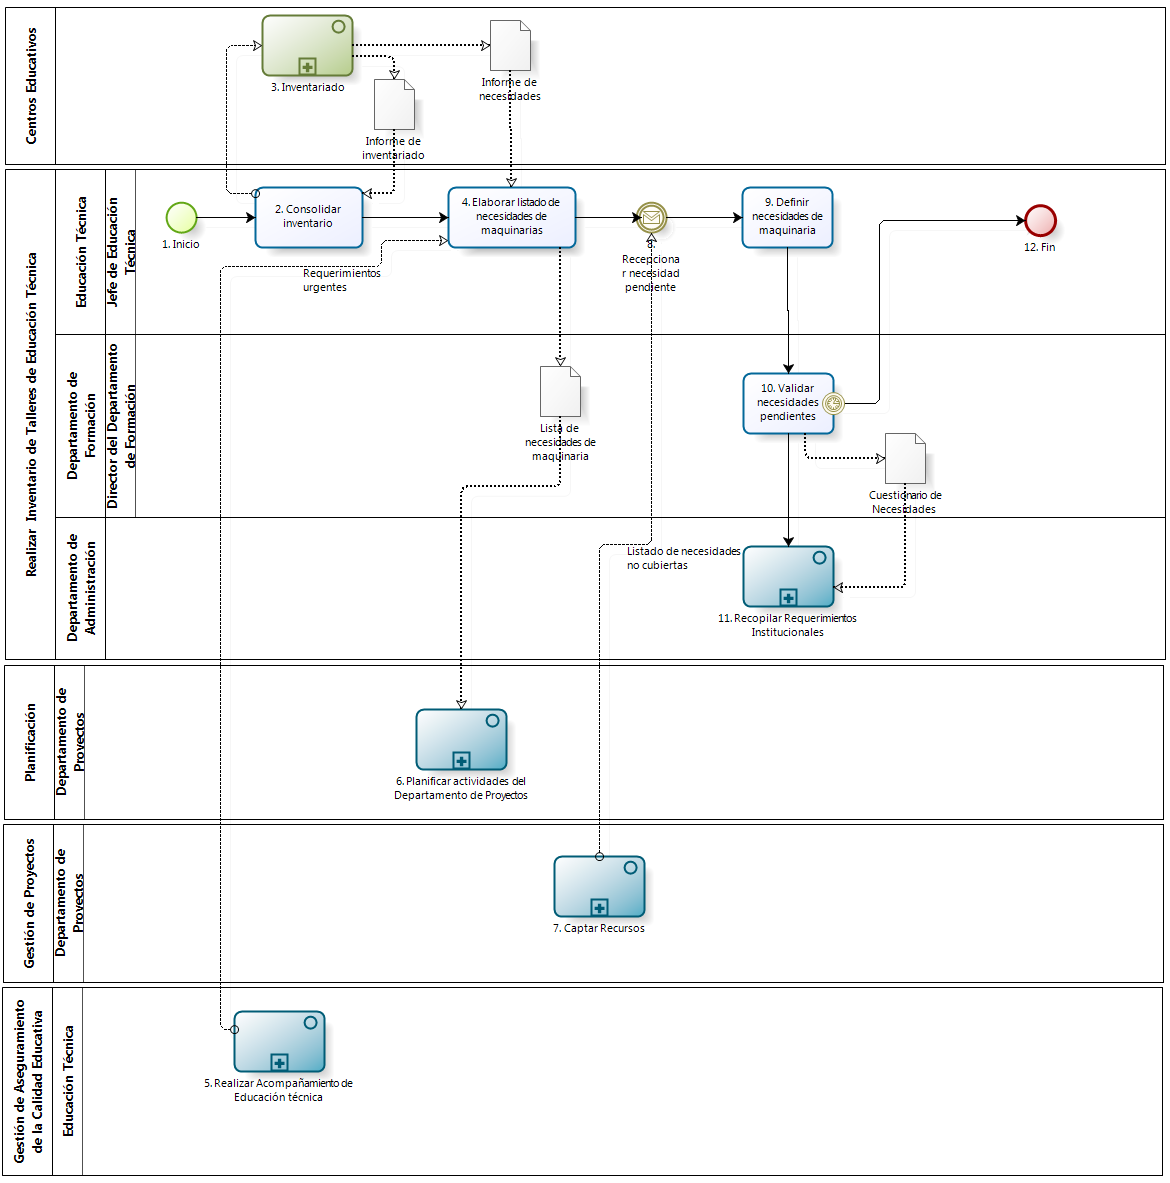 Centros Educativos
3. Inventariado
Informe de
necesidades
Informe de
inventariado
Realizar  Inventario de Talleres de Educación Técnica
Educación Técnica
Jefe de Educación
Técnica
1. Inicio
2. Consolidar
inventario
4. Elaborar listado de
necesidades de
maquinarias
8.
Recepciona
r necesidad
pendiente
9. Definir
necesidades de
maquinaria
12. Fin
Requerimientos
urgentes
Departamento de
Formación
Director del Departamento
de Formación
Lista de
necesidades de
maquinaria
10. Validar
necesidades
pendientes
Cuestionario de
Necesidades
Departamento de
Administración
Listado de necesidades
no cubiertas
11. Recopilar Requerimientos
Institucionales
Planificación
Departamento de
Proyectos
6. Planificar actividades del
Departamento de Proyectos
Gestión de Proyectos
Departamento de
Proyectos
7. Captar Recursos
Gestión de Aseguramiento
de la Calidad Educativa
Educación Técnica
5. Realizar Acompañamiento de
Educación técnica